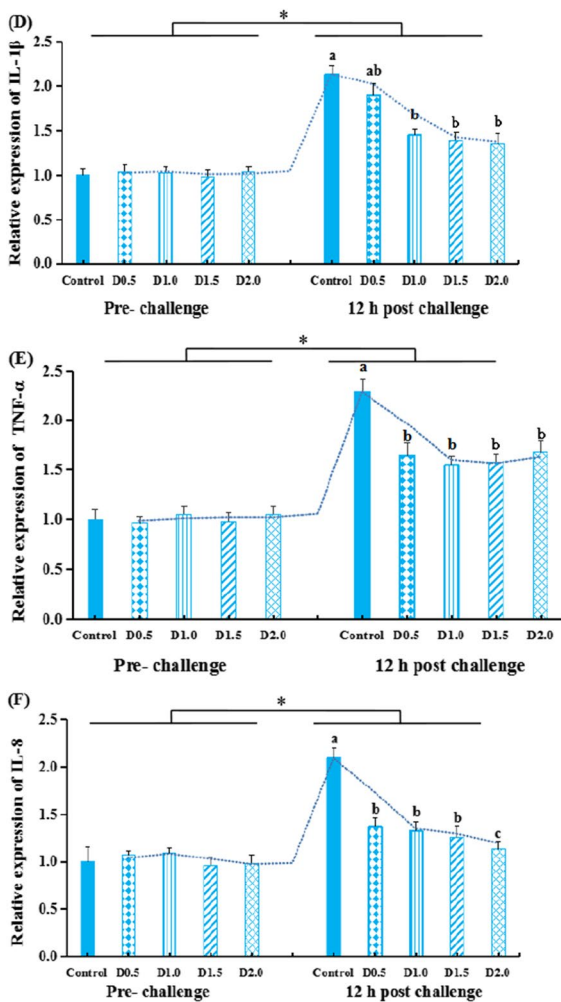 (D)
*
Relative expression of IL-1β
2.5
2.0
1.5
1.0
0.5
0.0
a
ab
b
b
b
Control D0.5 D1.0 D1.5 D2.0 Control D0.5 D1.0 D1.5 D2.0
Pre- challenge 12 h post challenge
(E)
*
Relative expression of TNF-α
2.5
2.0
1.5
1.0
0.5
0.0
a
b
b
b
b
Control D0.5 D1.0 D1.5 D2.0 Control D0.5 D1.0 D1.5 D2.0
Pre- challenge 12 h post challenge
(F)
*
Relative expression of IL-8
2.5
2.0
1.5
1.0
0.5
0.0
a
b
b
b
c
Control D0.5 D1.0 D1.5 D2.0 Control D0.5 D1.0 D1.5 D2.0
Pre- challenge 12 h post challenge